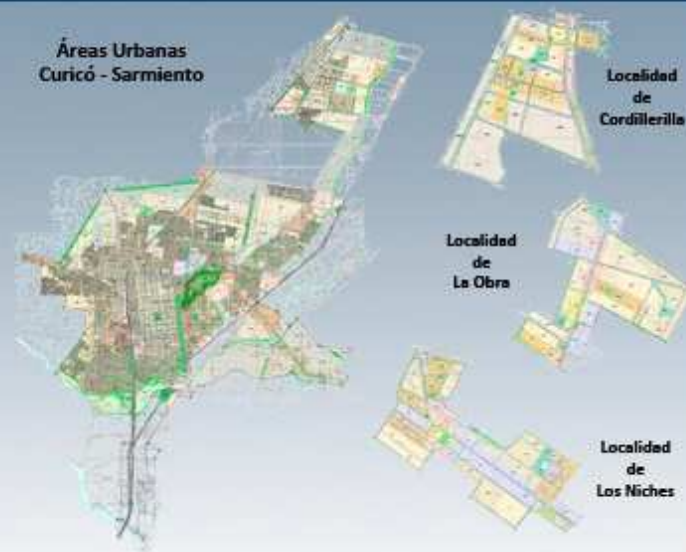 Áreas Urbanas
Curicó - Sarmiento
Localidad
de
Cordillerilla
Localidad
de
La Obra
Localidad
de
Los Niches